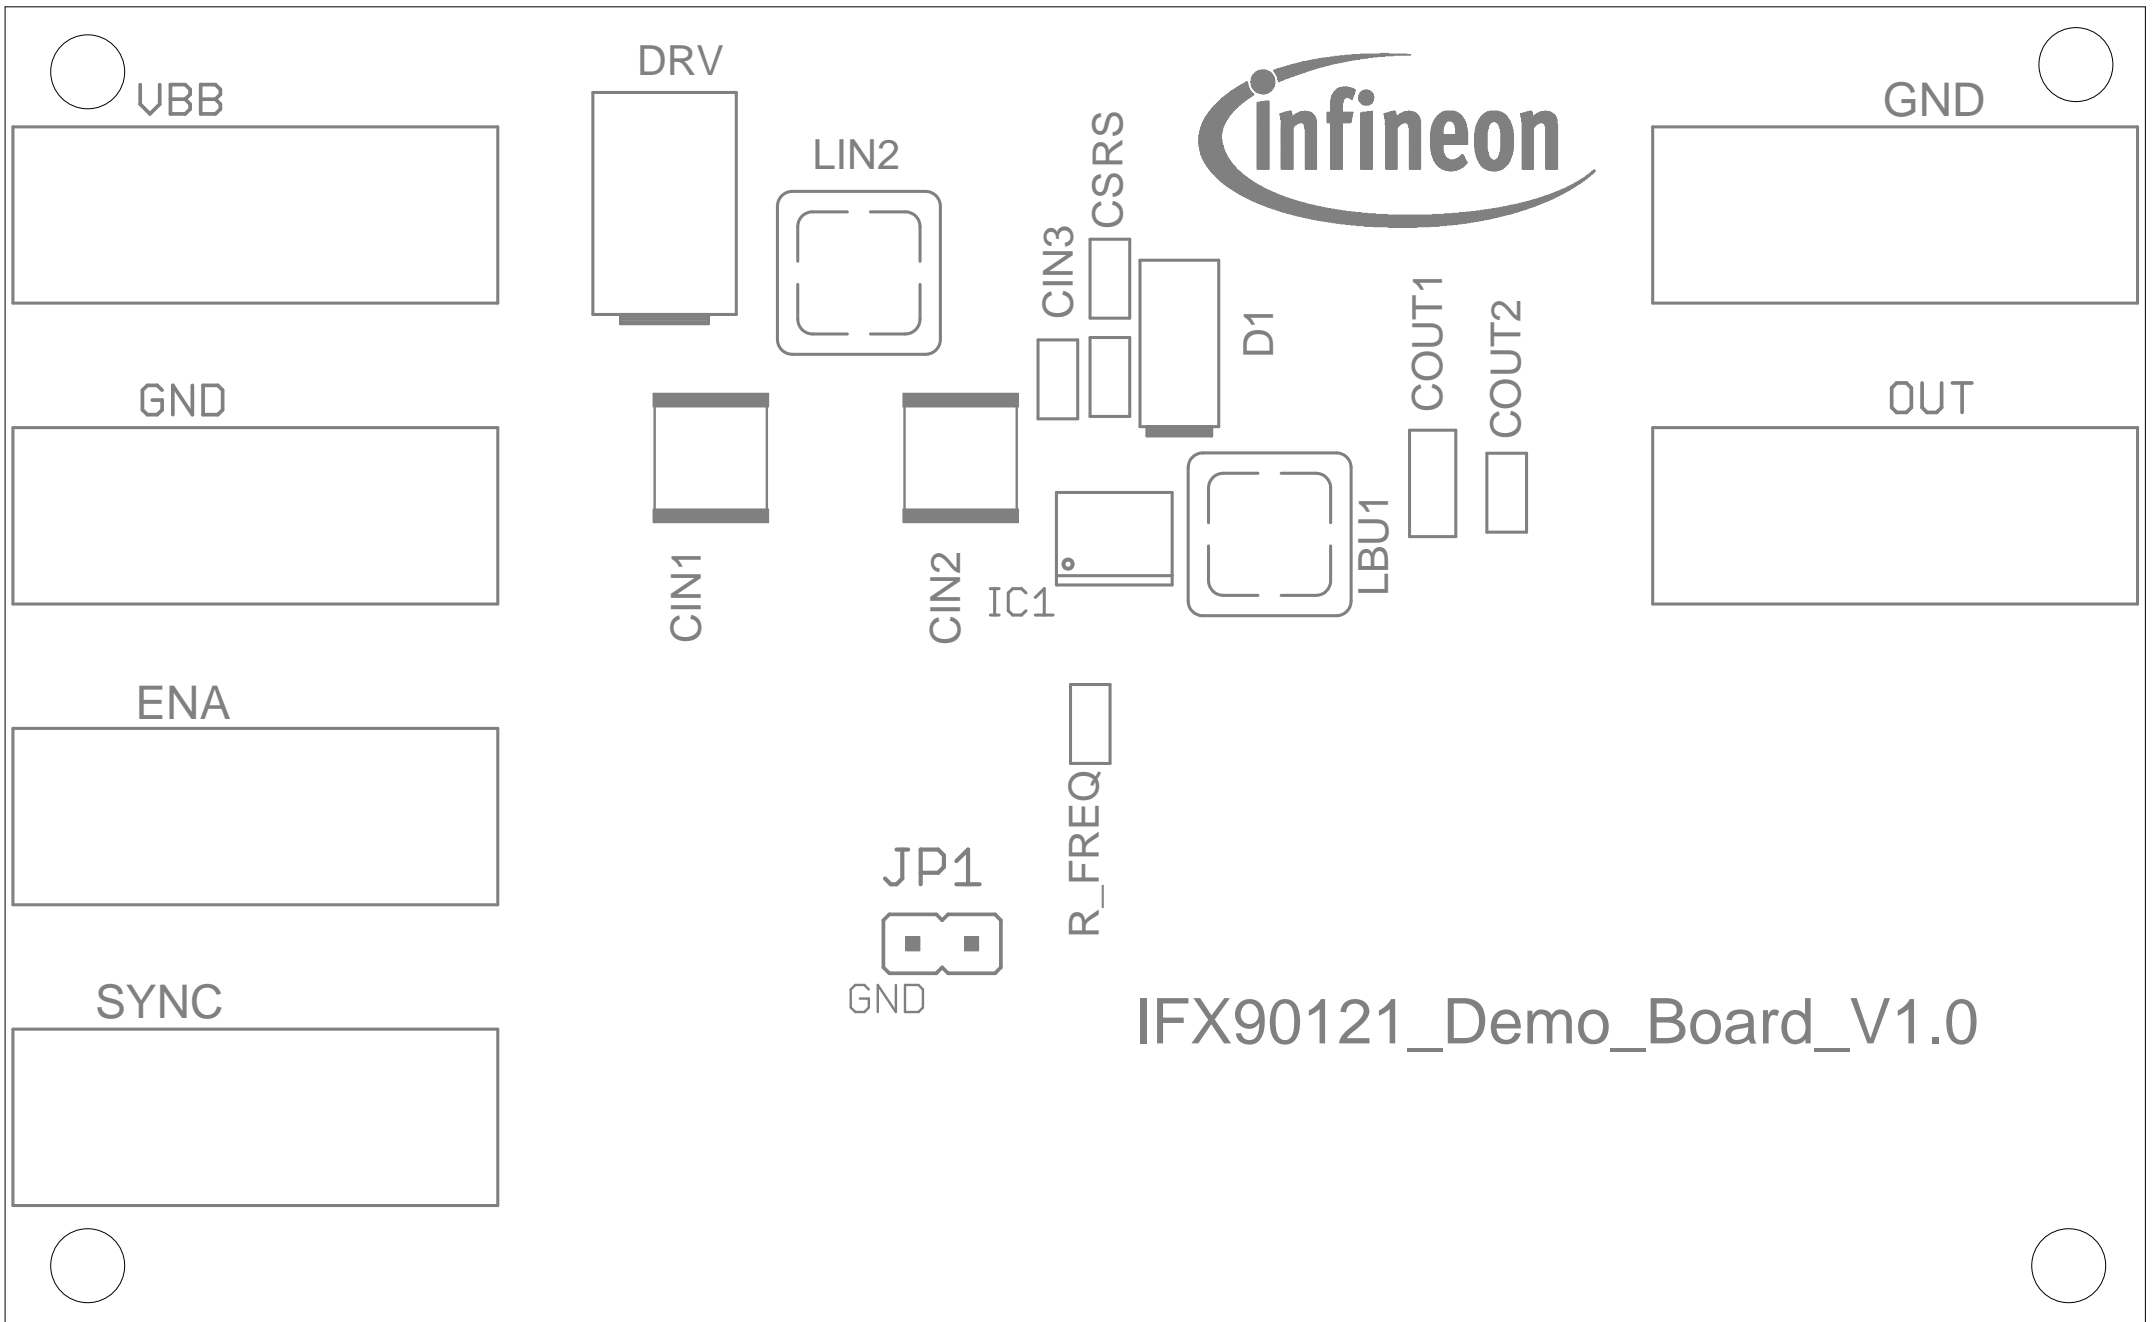 DRV
VBB
infineon
GND
LIN2
CSRS
CIN3
D1
COUT1
COUT2
GND
OUT
CIN1
CIN2
IC1
LBU1
ENA
R_FREQ
JP1
GND
SYNC
IFX90121_Demo_Board_V1.0